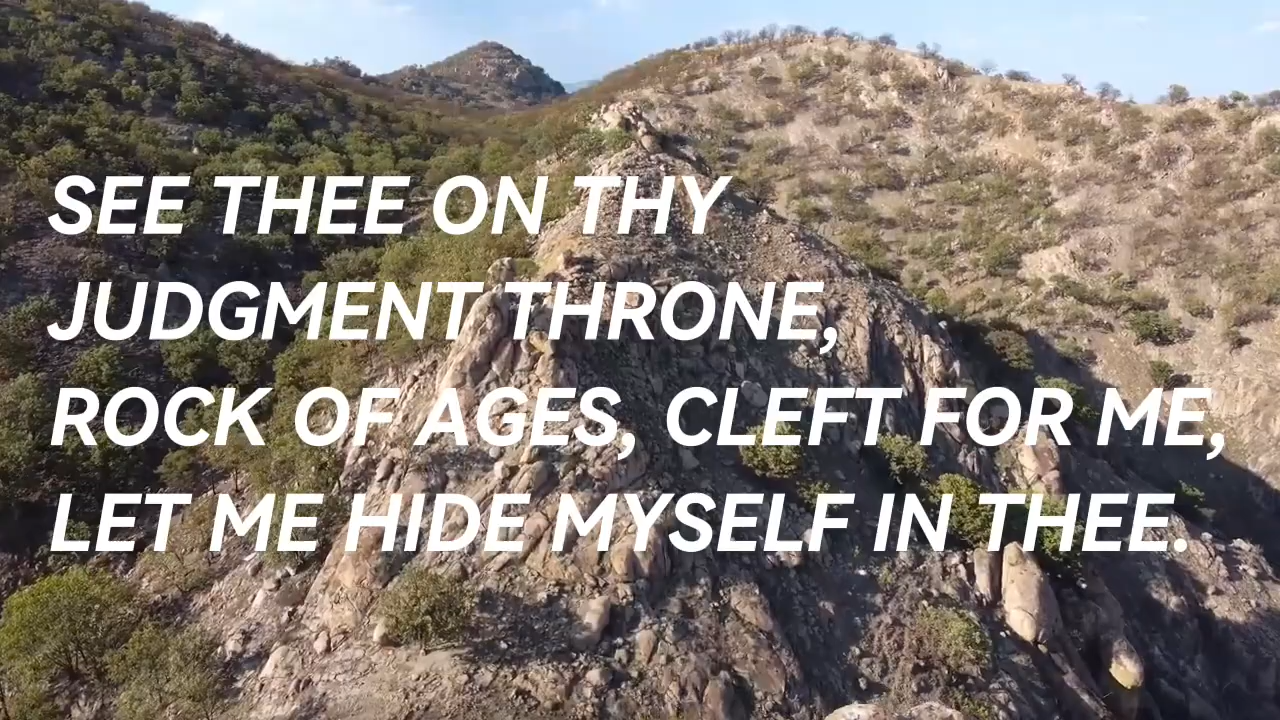 SEE THEE ON THY
JUDGMENT THRONE,
ROCK OF AGES, CLEFT FOR ME,
LET ME HIDE MYSELF IN THEE.